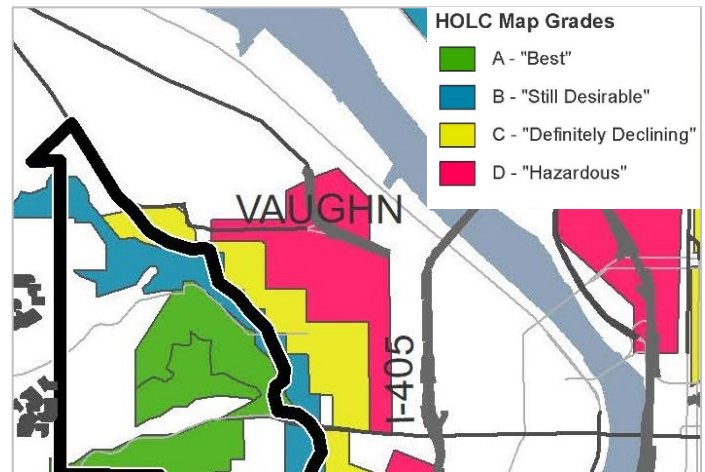 HOLC Map Grades
A - "Best"
B - "Still Desirable"
C - "Definitely Declining"
D - "Hazardous"
VAUGHN
I-405